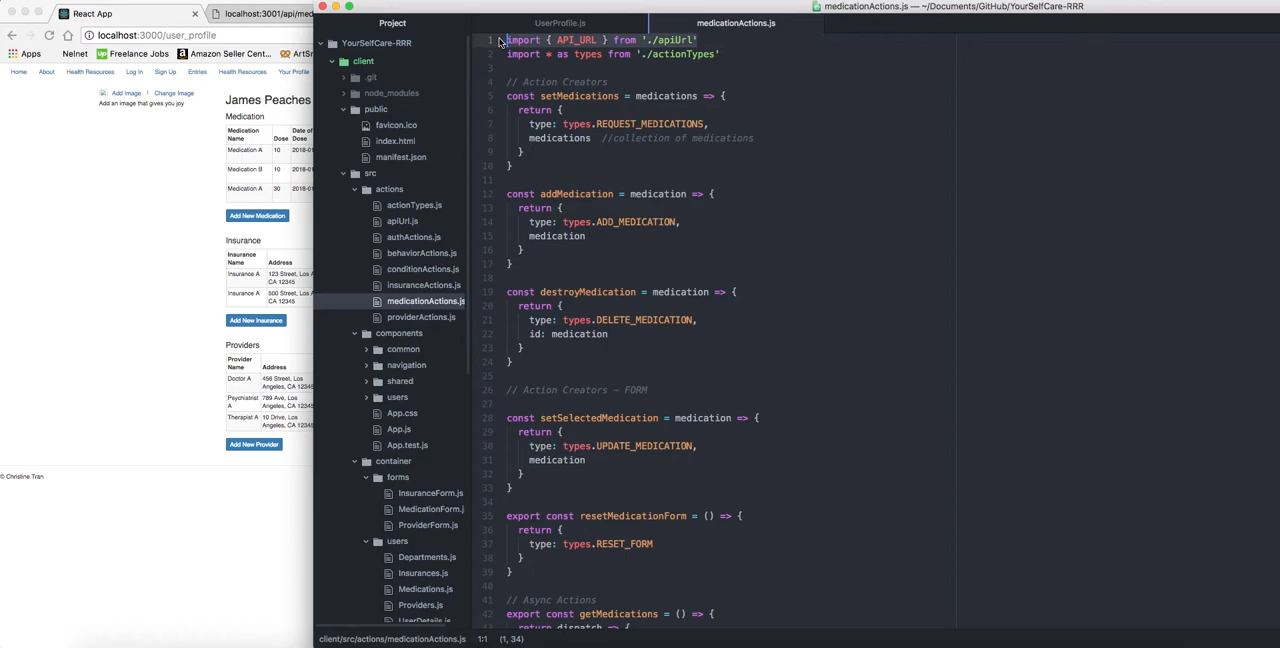 React App
localhost:3001/api/med
localhost:3000/user_profile
Apps Nelnet Freelance Jobs Amazon Seller Cent... ArtS
Home About Health Resources Log In Sign Up Entries Health Resources Your Profile
Add Image | Change Image
Add an image that gives you joy
James Peaches
Medication
Medication Name Dose Date of Dose
Medication A 10 2018-01
Medication B 10 2018-01
Medication A 30 2018-01
Add New Medication
Insurance
Insurance Name Address
Insurance A 123 Street, Los A
CA 12345
Insurance A 500 Street, Los A
CA 12345
Add New Insurance
Providers
Provider Name Address
Doctor A 456 Street, Los
Angeles, CA 12345
Psychiatrist A 789 Ave, Los
Angeles, CA 12345
Therapist A 10 Drive, Los
Angeles, CA 12345
Add New Provider
© Christine Tran
medicationActions.js — ~/Documents/GitHub/YourSelfCare-RRR
Project
UserProfile.js
medicationActions.js
YourSelfCare-RRR
client
.git
node_modules
public
favicon.ico
index.html
manifest.json
src
actions
actionTypes.js
apiUrl.js
authActions.js
behaviorActions.js
conditionActions.js
insuranceActions.js
medicationActions.js
providerActions.js
components
common
navigation
shared
users
App.css
App.js
App.test.js
container
forms
InsuranceForm.js
MedicationForm.j
ProviderForm.js
users
Departments.js
Insurances.js
Medications.js
Providers.js
UserDetails.js
1 import { API_URL } from './apiUrl'
2 import * as types from './actionTypes'
3
4 // Action Creators
5 const setMedications = medications => {
6 return {
7 type: types.REQUEST_MEDICATIONS,
8 medications //collection of medications
9 }
10 }
11
12 const addMedication = medication => {
13 return {
14 type: types.ADD_MEDICATION,
15 medication
16 }
17 }
18
19 const destroyMedication = medication => {
20 return {
21 type: types.DELETE_MEDICATION,
22 id: medication
23 }
24 }
25
26 // Action Creators — FORM
27
28 const setSelectedMedication = medication => {
29 return {
30 type: types.UPDATE_MEDICATION,
31 medication
32 }
33 }
34
35 export const resetMedicationForm = () => {
36 return {
37 type: types.RESET_FORM
38 }
39 }
40
41 // Async Actions
42 export const getMedications = () => {
43 return dispatch => {
client/src/actions/medicationActions.js 1:1 (1, 34)